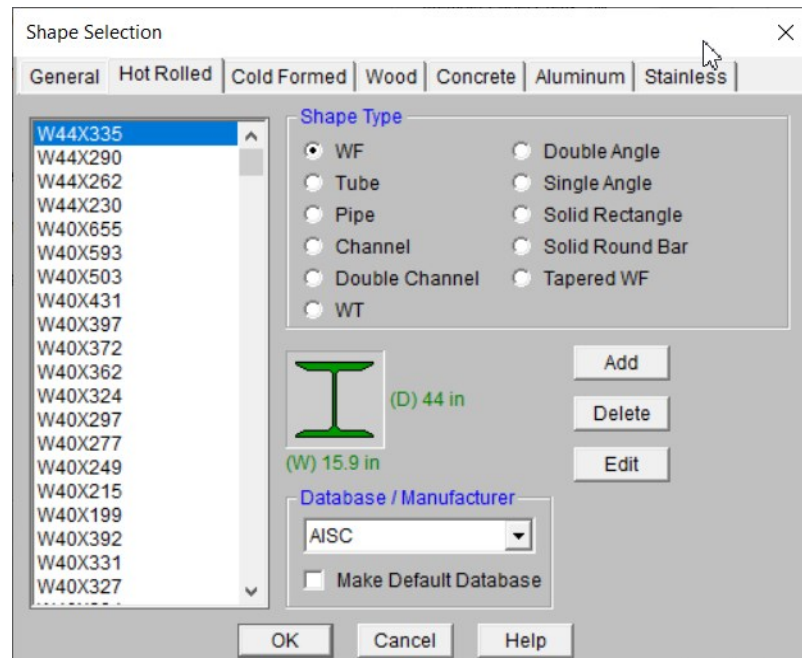 Shape Selection
General Hot Rolled Cold Formed Wood Concrete Aluminum Stainless
W44X335
W44X290
W44X262
W44X230
W40X655
W40X593
W40X503
W40X431
W40X397
W40X372
W40X362
W40X324
W40X297
W40X277
W40X249
W40X215
W40X199
W40X392
W40X331
W40X327
Shape Type
WF
Tube
Pipe
Channel
Double Channel
WT
Double Angle
Single Angle
Solid Rectangle
Solid Round Bar
Tapered WF
(D) 44 in
(W) 15.9 in
Add
Delete
Edit
Database / Manufacturer
AISC
Make Default Database
OK Cancel Help